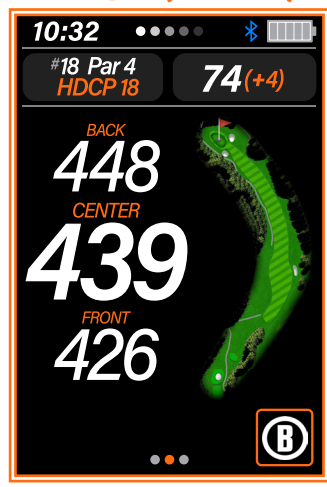 10:32
#18 Par 4
HDCP 18
74 (+4)
BACK
448
CENTER
439
FRONT
426
B